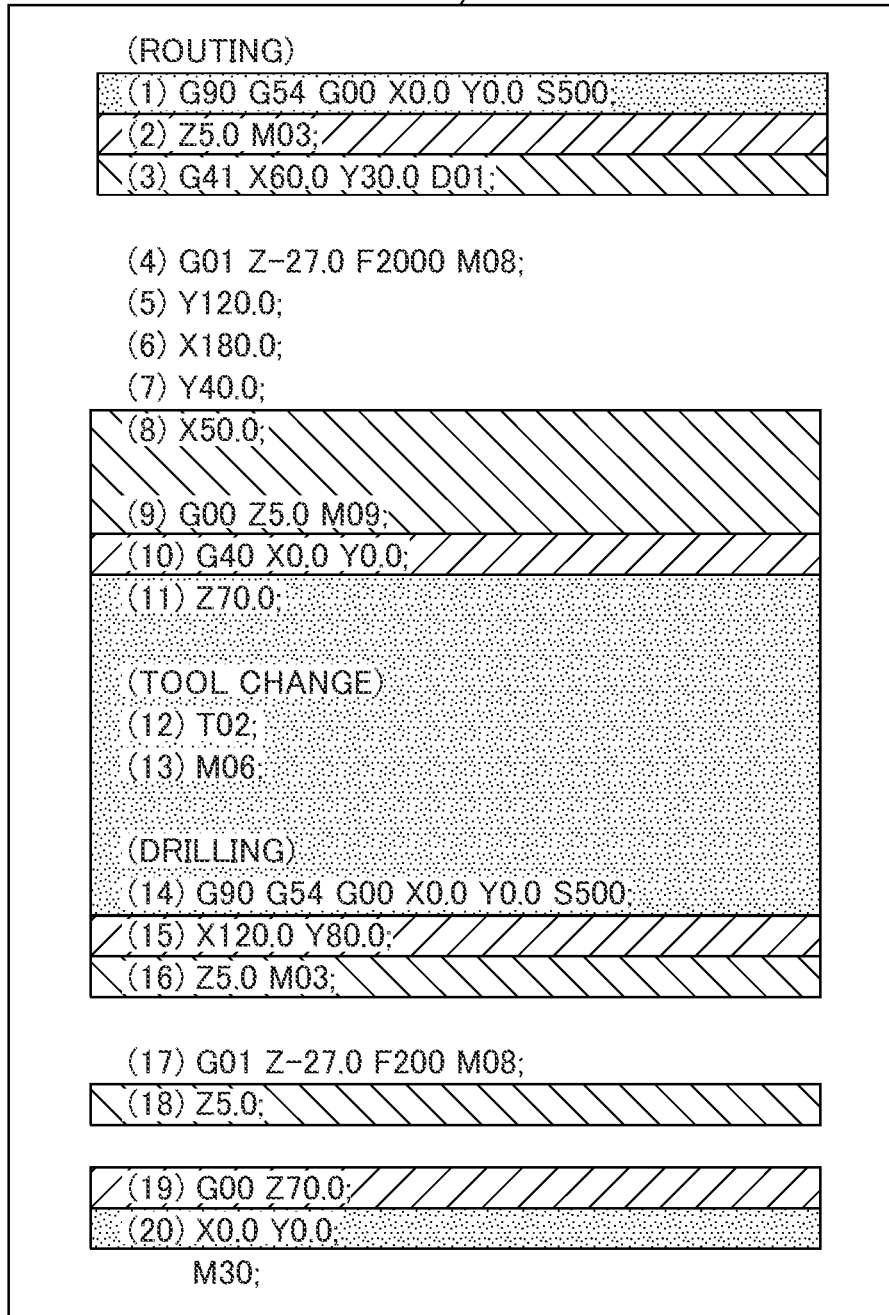 (ROUTING)
(1) G90 G54 G00 X0.0 Y0.0 S500;
(2) Z5.0 M03;
(3) G41 X60.0 Y30.0 D01;
(4) G01 Z-27.0 F2000 M08;
(5) Y120.0;
(6) X180.0;
(7) Y40.0;
(8) X50.0;
(9) G00 Z5.0 M09;
(10) G40 X0.0 Y0.0;
(11) Z70.0;
(TOOL CHANGE)
(12) T02;
(13) M06;
(DRILLING)
(14) G90 G54 G00 X0.0 Y0.0 S500;
(15) X120.0 Y80.0;
(16) Z5.0 M03;
(17) G01 Z-27.0 F200 M08;
(18) Z5.0;
(19) G00 Z70.0;
(20) X0.0 Y0.0;
M30;